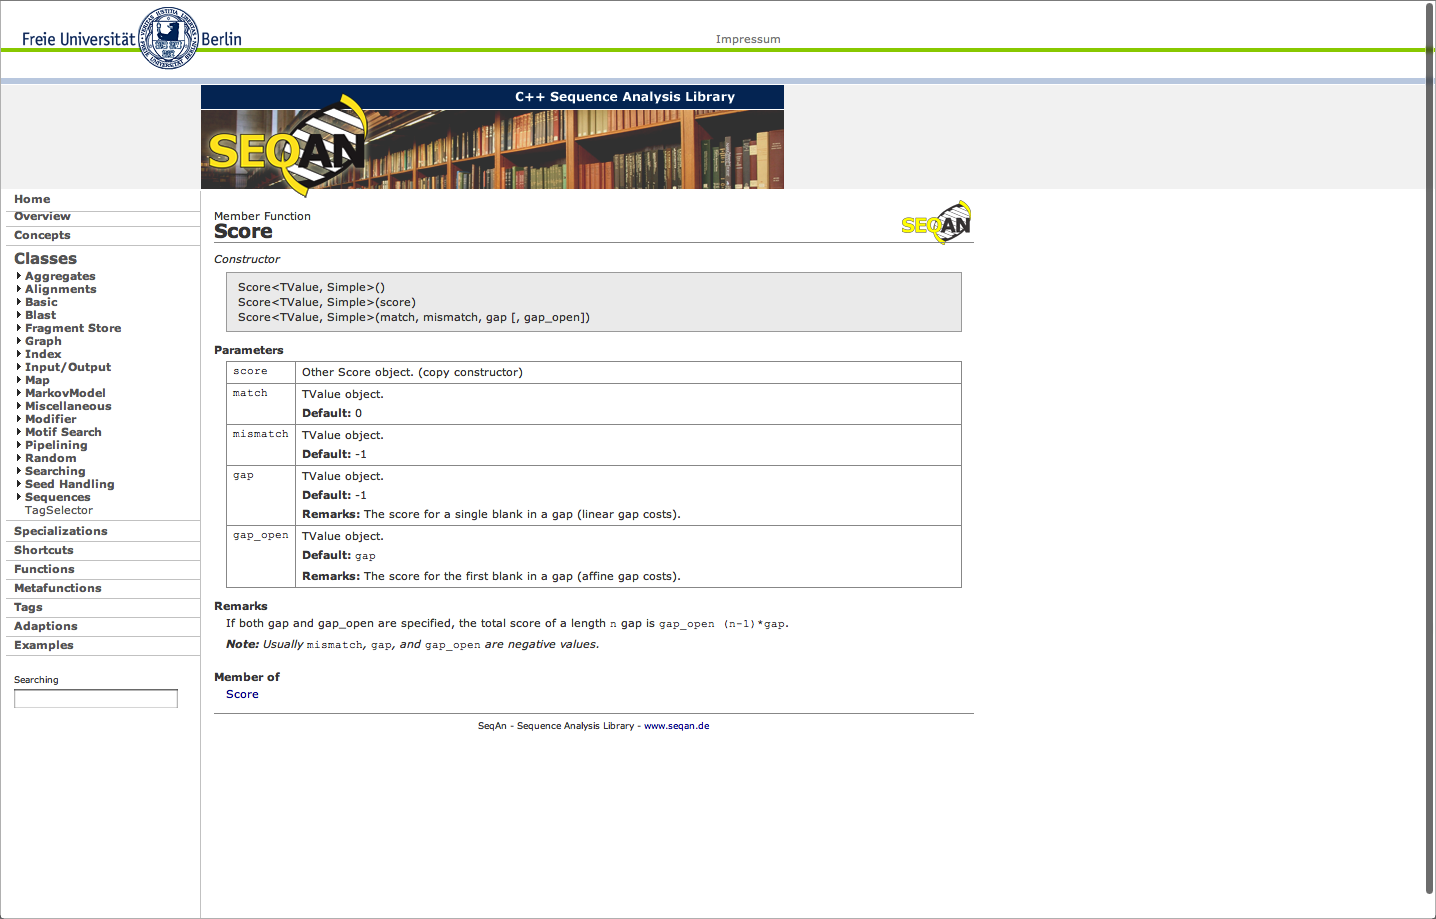 Freie Universität Berlin
Impressum
C++ Sequence Analysis Library
SEQAN
Home
Overview
Concepts
Classes
Aggregates
Alignments
Basic
Blast
Fragment Store
Graph
Index
Input/Output
Map
MarkovModel
Miscellaneous
Modifier
Motif Search
Pipelining
Random
Searching
Seed Handling
Sequences
TagSelector
Specializations
Shortcuts
Functions
Metafunctions
Tags
Adaptions
Examples
Searching
Member Function
Score
SEQAN
Constructor
Score<TValue, Simple>()
Score<TValue, Simple>(score)
Score<TValue, Simple>(match, mismatch, gap [, gap_open])
Parameters
score Other Score object. (copy constructor)
match TValue object.
Default: 0
mismatch TValue object.
Default: -1
gap TValue object.
Default: -1
Remarks: The score for a single blank in a gap (linear gap costs).
gap_open TValue object.
Default: gap
Remarks: The score for the first blank in a gap (affine gap costs).
Remarks
If both gap and gap_open are specified, the total score of a length n gap is gap_open (n-1)*gap.
Note: Usually mismatch, gap, and gap_open are negative values.
Member of
Score
SeqAn - Sequence Analysis Library - www.seqan.de